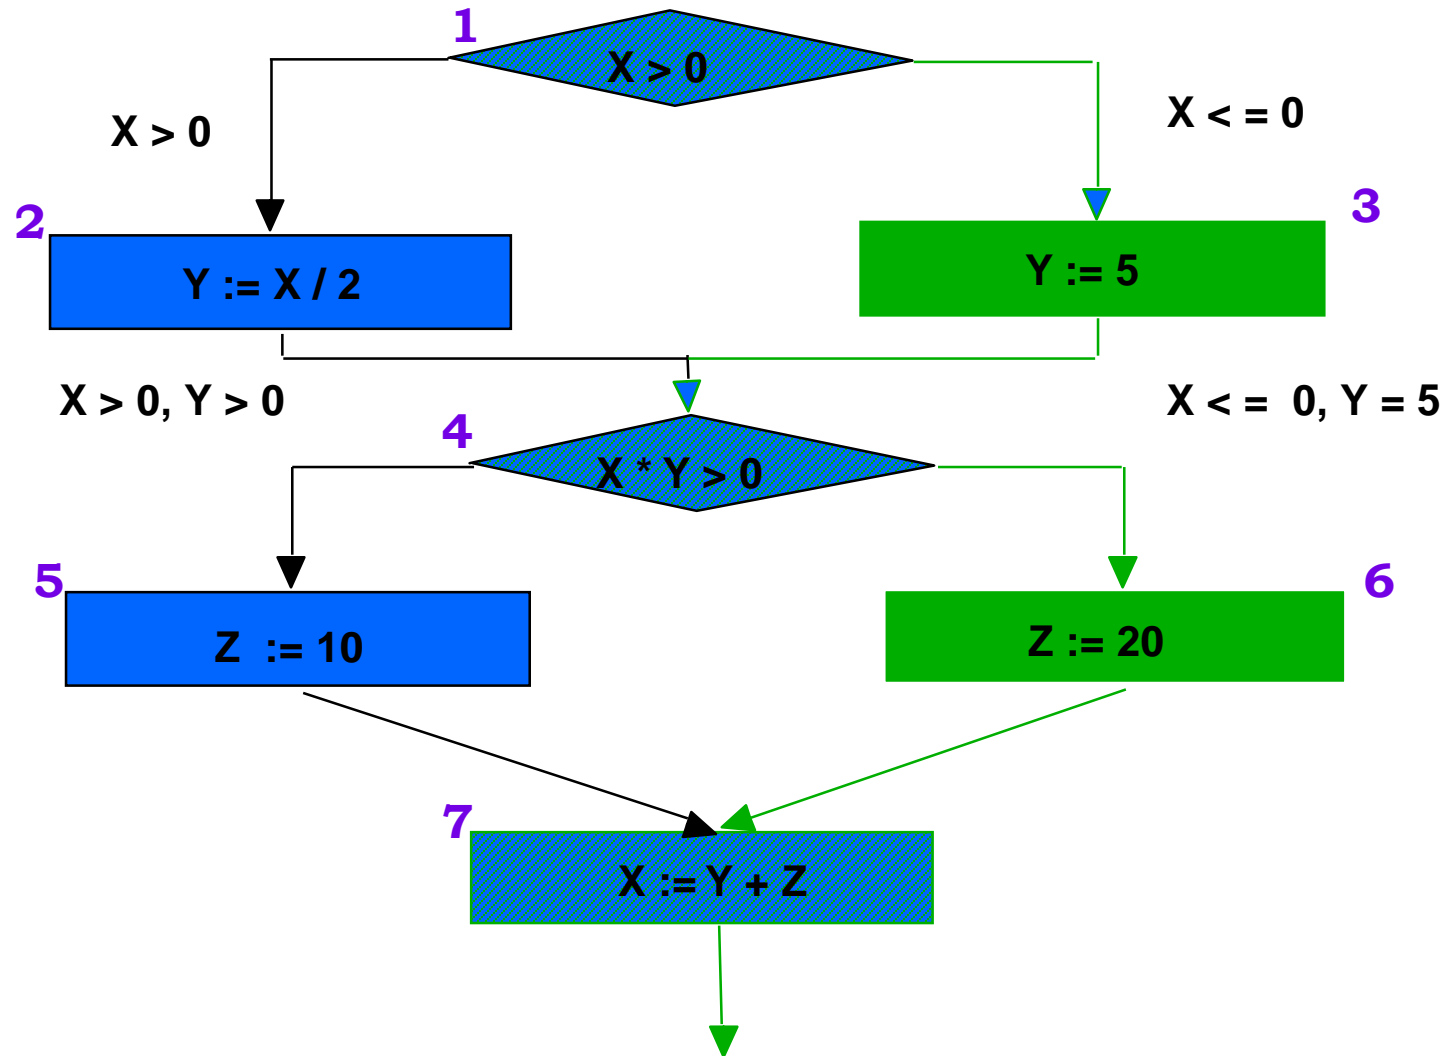 1
X > 0
X > 0
X < = 0
2
Y := X / 2
3
Y := 5
X > 0, Y > 0
X < = 0, Y = 5
4
X * Y > 0
5
Z := 10
6
Z := 20
7
X := Y + Z